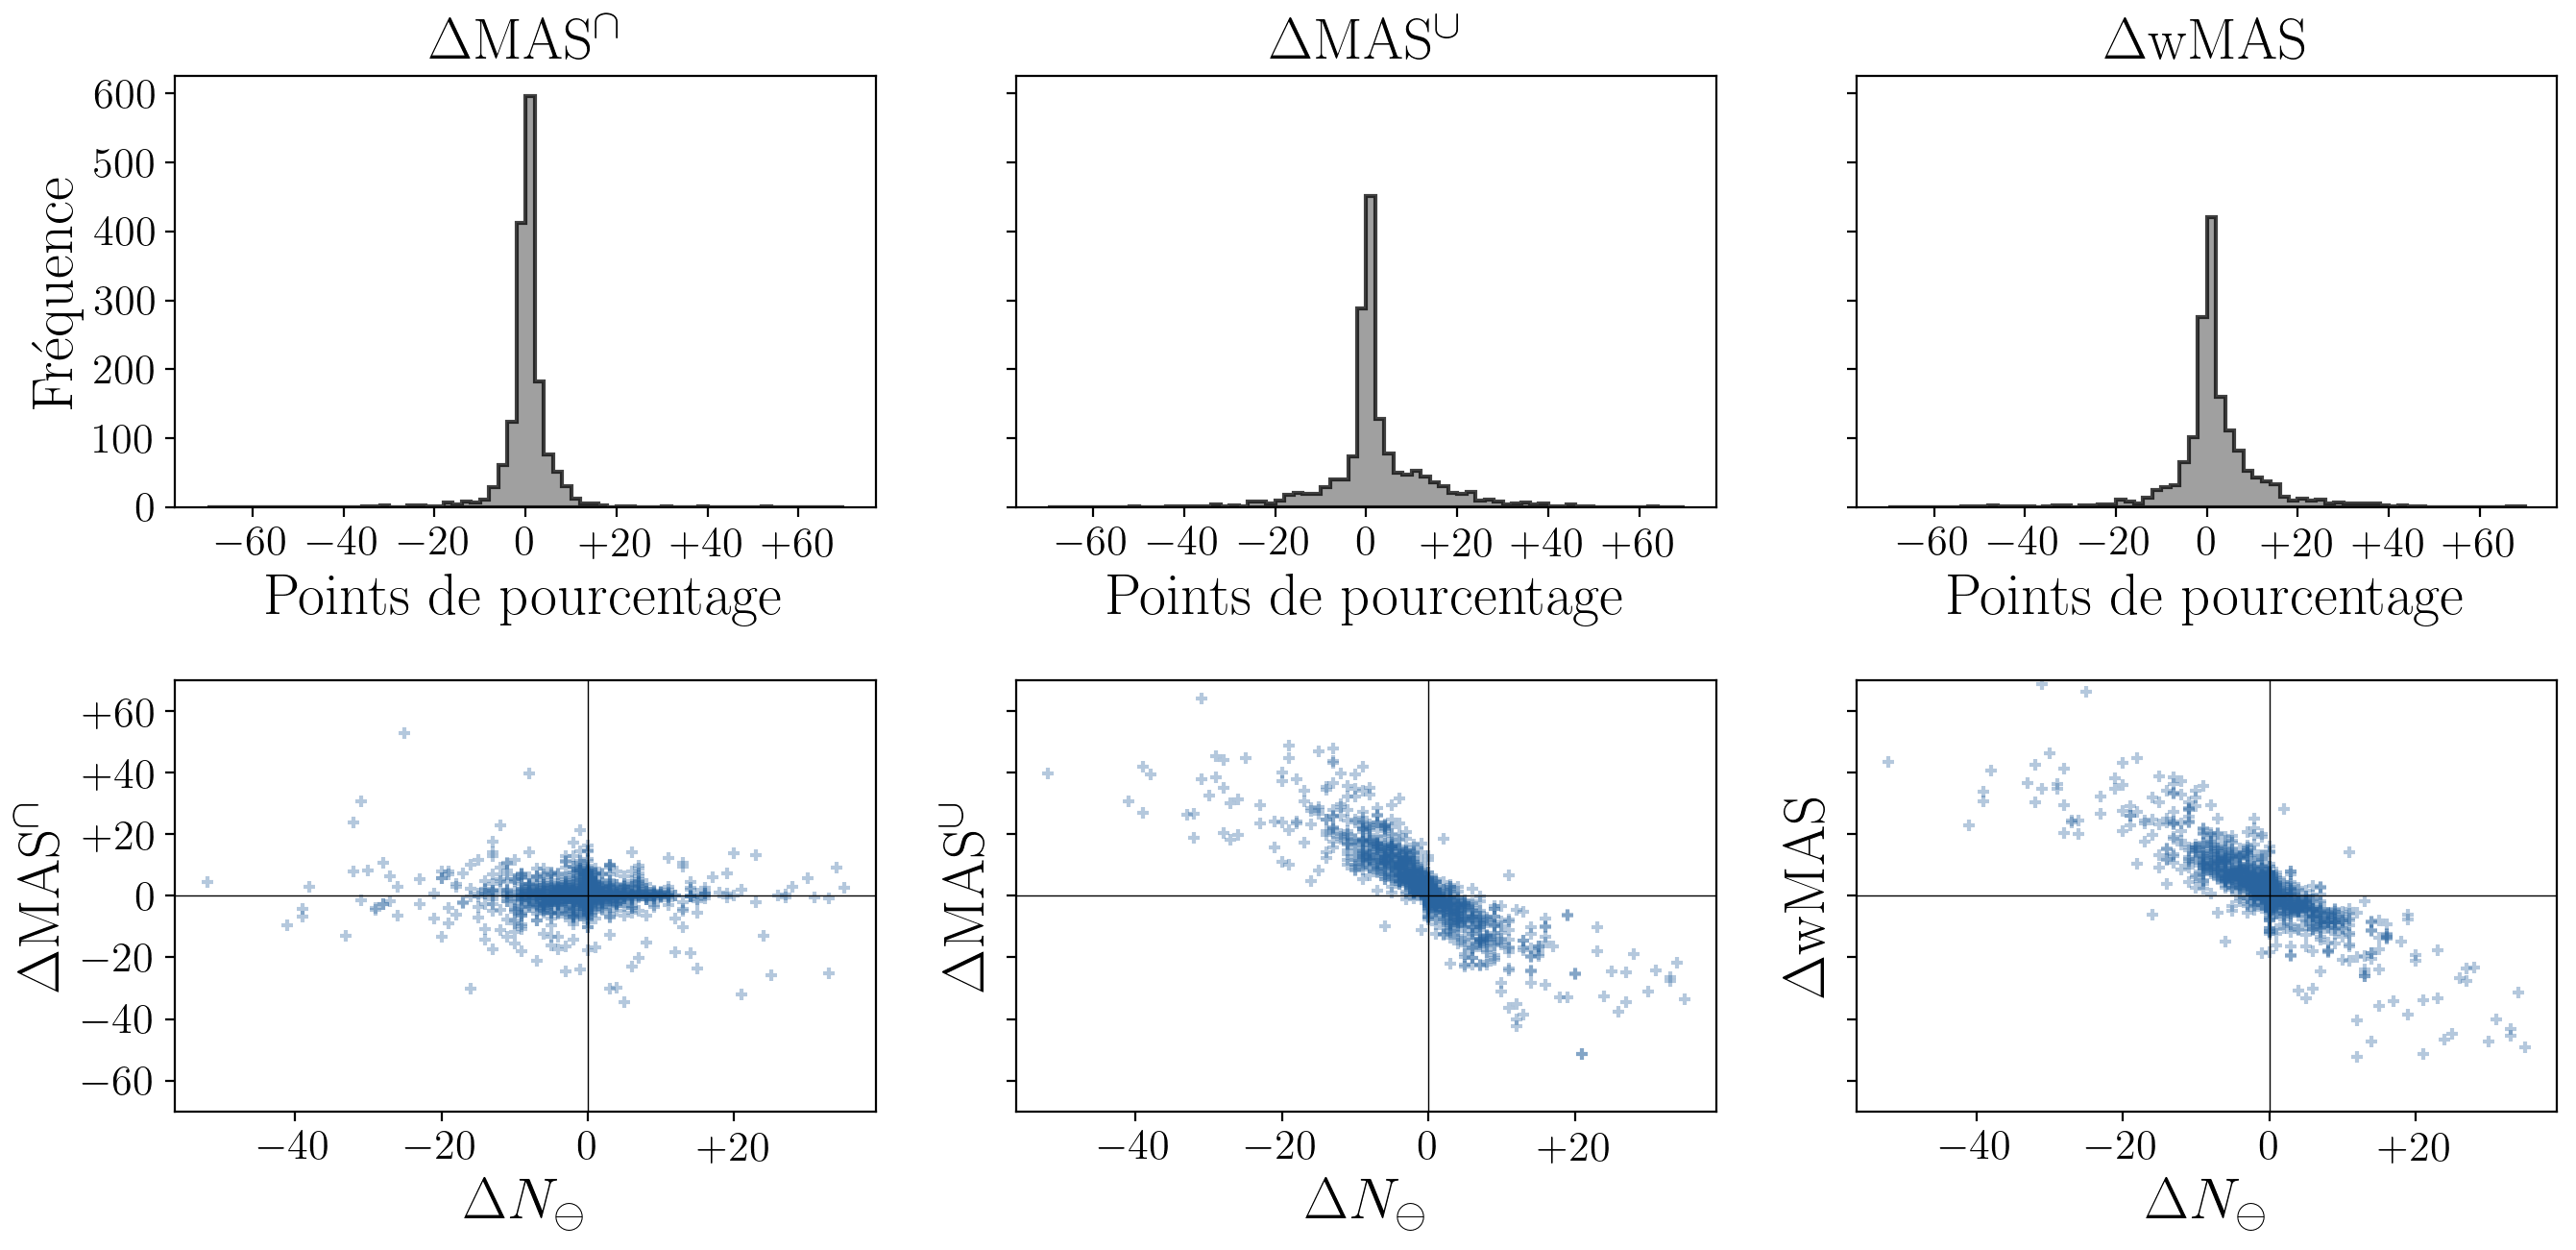 ΔMAS∩ ΔMAS∪ ΔwMAS
Fréquence
600
500
400
300
200
100
0
−60 −40 −20 0 +20 +40 +60
Points de pourcentage
−60 −40 −20 0 +20 +40 +60
Points de pourcentage
−60 −40 −20 0 +20 +40 +60
Points de pourcentage
ΔMAS∩
+60
+40
+20
0
−20
−40
−60
−40 −20 0 +20
ΔN⊖
ΔMAS∪
−40 −20 0 +20
ΔN⊖
ΔwMAS
−40 −20 0 +20
ΔN⊖